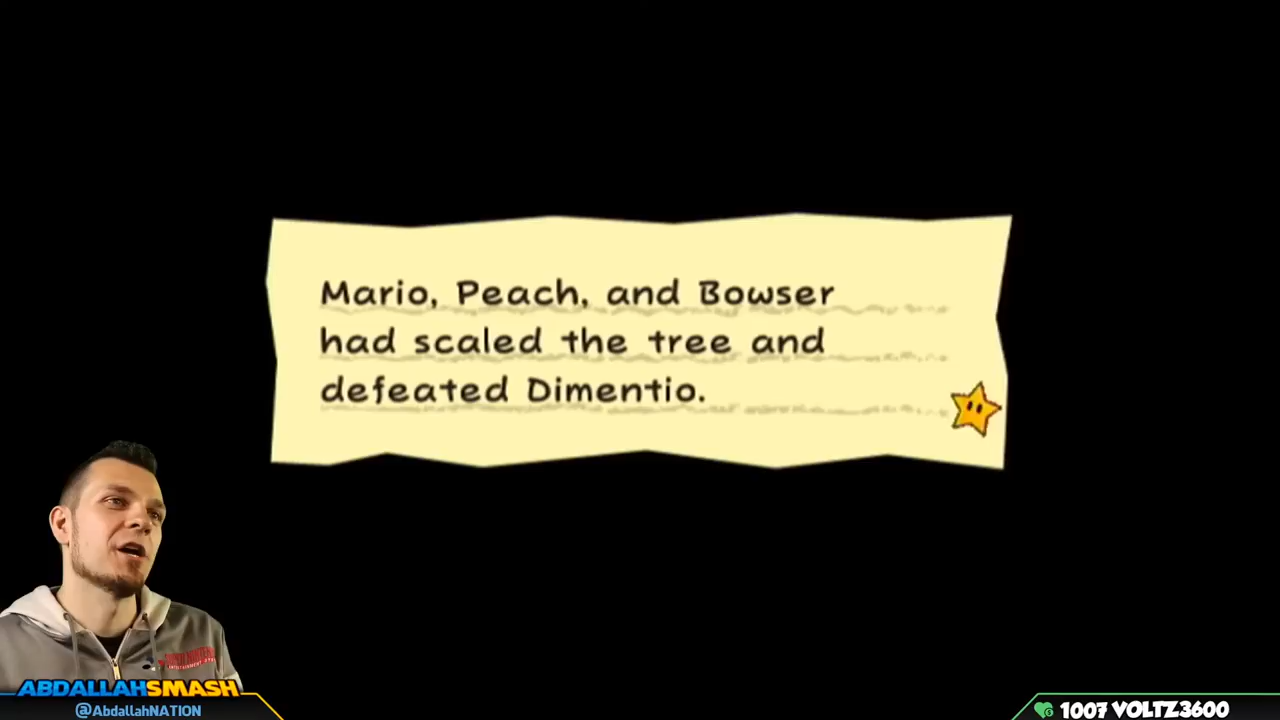 Mario, Peach, and Bowser
had scaled the tree and
defeated Dimentio.
ABDALLAHSMASH
@AbdallahNATION
1007 VOLTZ3600